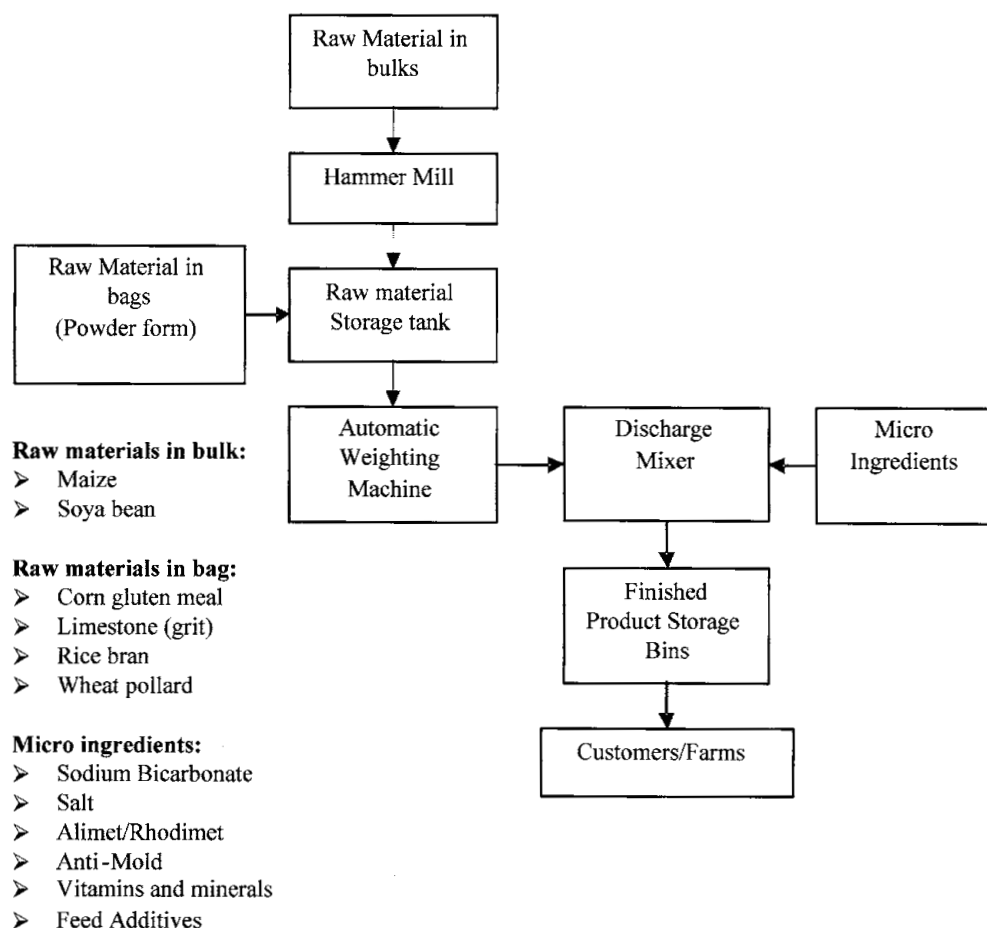 Raw Material in
bulks
Hammer Mill
Raw Material in
bags
(Powder form)
Raw material
Storage tank
Automatic
Weighting
Machine
Discharge
Mixer
Micro
Ingredients
Finished
Product Storage
Bins
Customers/Farms
Raw materials in bulk:
➢ Maize
➢ Soya bean
Raw materials in bag:
➢ Corn gluten meal
➢ Limestone (grit)
➢ Rice bran
➢ Wheat pollard
Micro ingredients:
➢ Sodium Bicarbonate
➢ Salt
➢ Alimet/Rhodimet
➢ Anti-Mold
➢ Vitamins and minerals
➢ Feed Additives